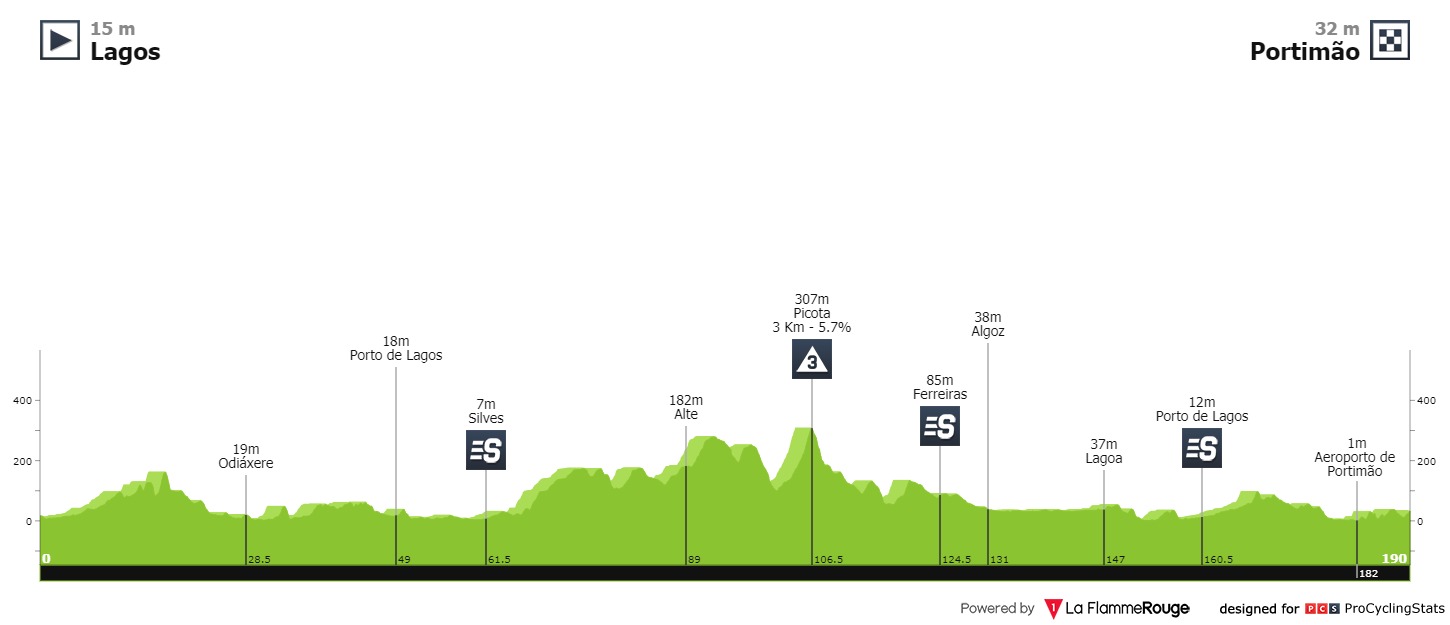 15 m
Lagos
32 m
Portimão
307m
Picota
3 Km - 5.7%
3
38m
Algoz
18m
Porto de Lagos
85m
Ferreiras
S
182m
Alte
7m
Silves
S
12m
Porto de Lagos
S
19m
Odiáxere
37m
Lagoa
1m
Aeroporto de
Portimão
400
200
0
400
200
0
0
28.5
49
61.5
89
106.5
124.5
131
147
160.5
190
182
Powered by 1 La FlammeRouge designed for PCS ProCyclingStats